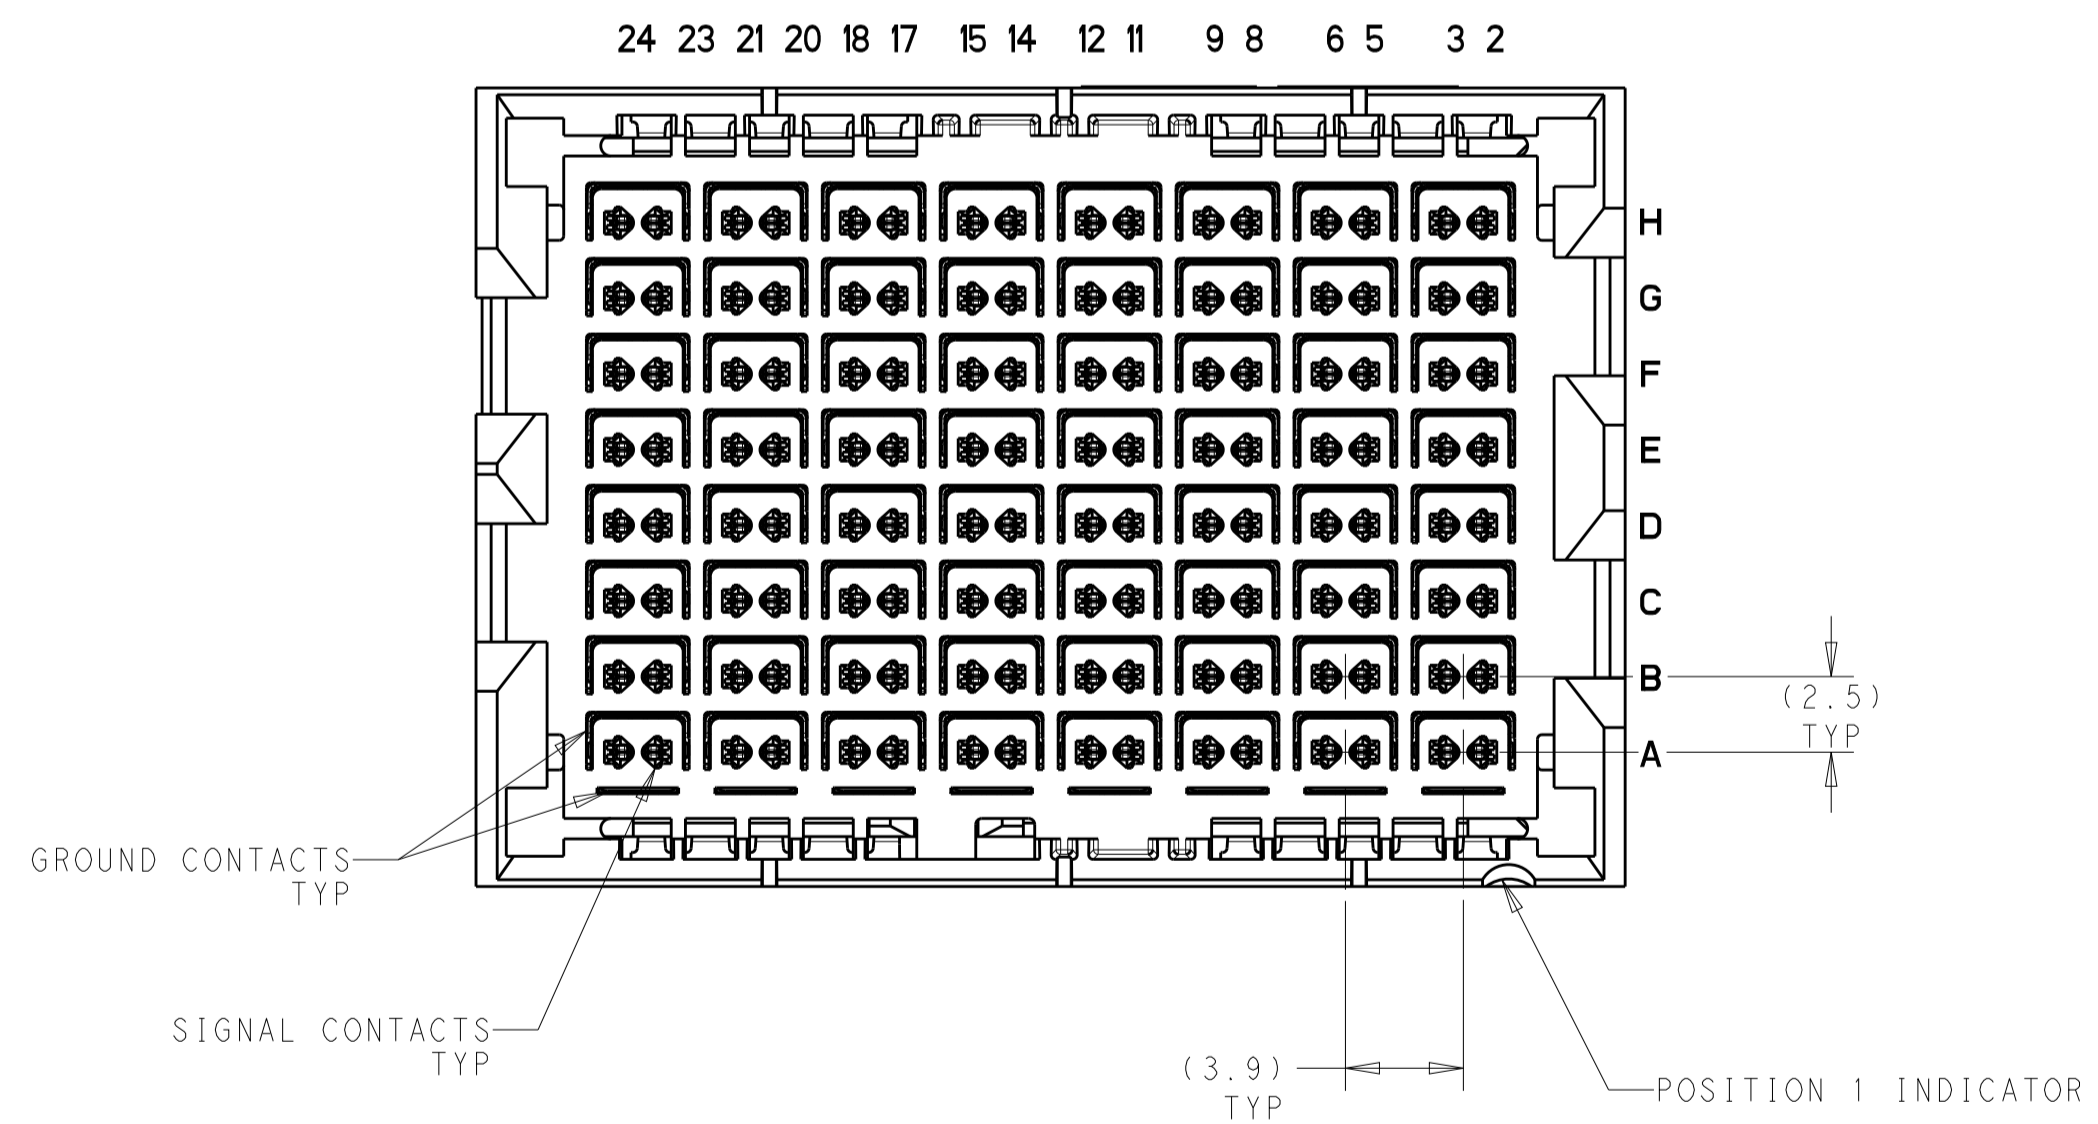 24 23 21 20 18 17 15 14 12 11 9 8 6 5 3 2
H
G
F
E
D
C
B
A
(2.5)
TYP
GROUND CONTACTS
TYP
SIGNAL CONTACTS
TYP
(3.9)
TYP
POSITION 1 INDICATOR